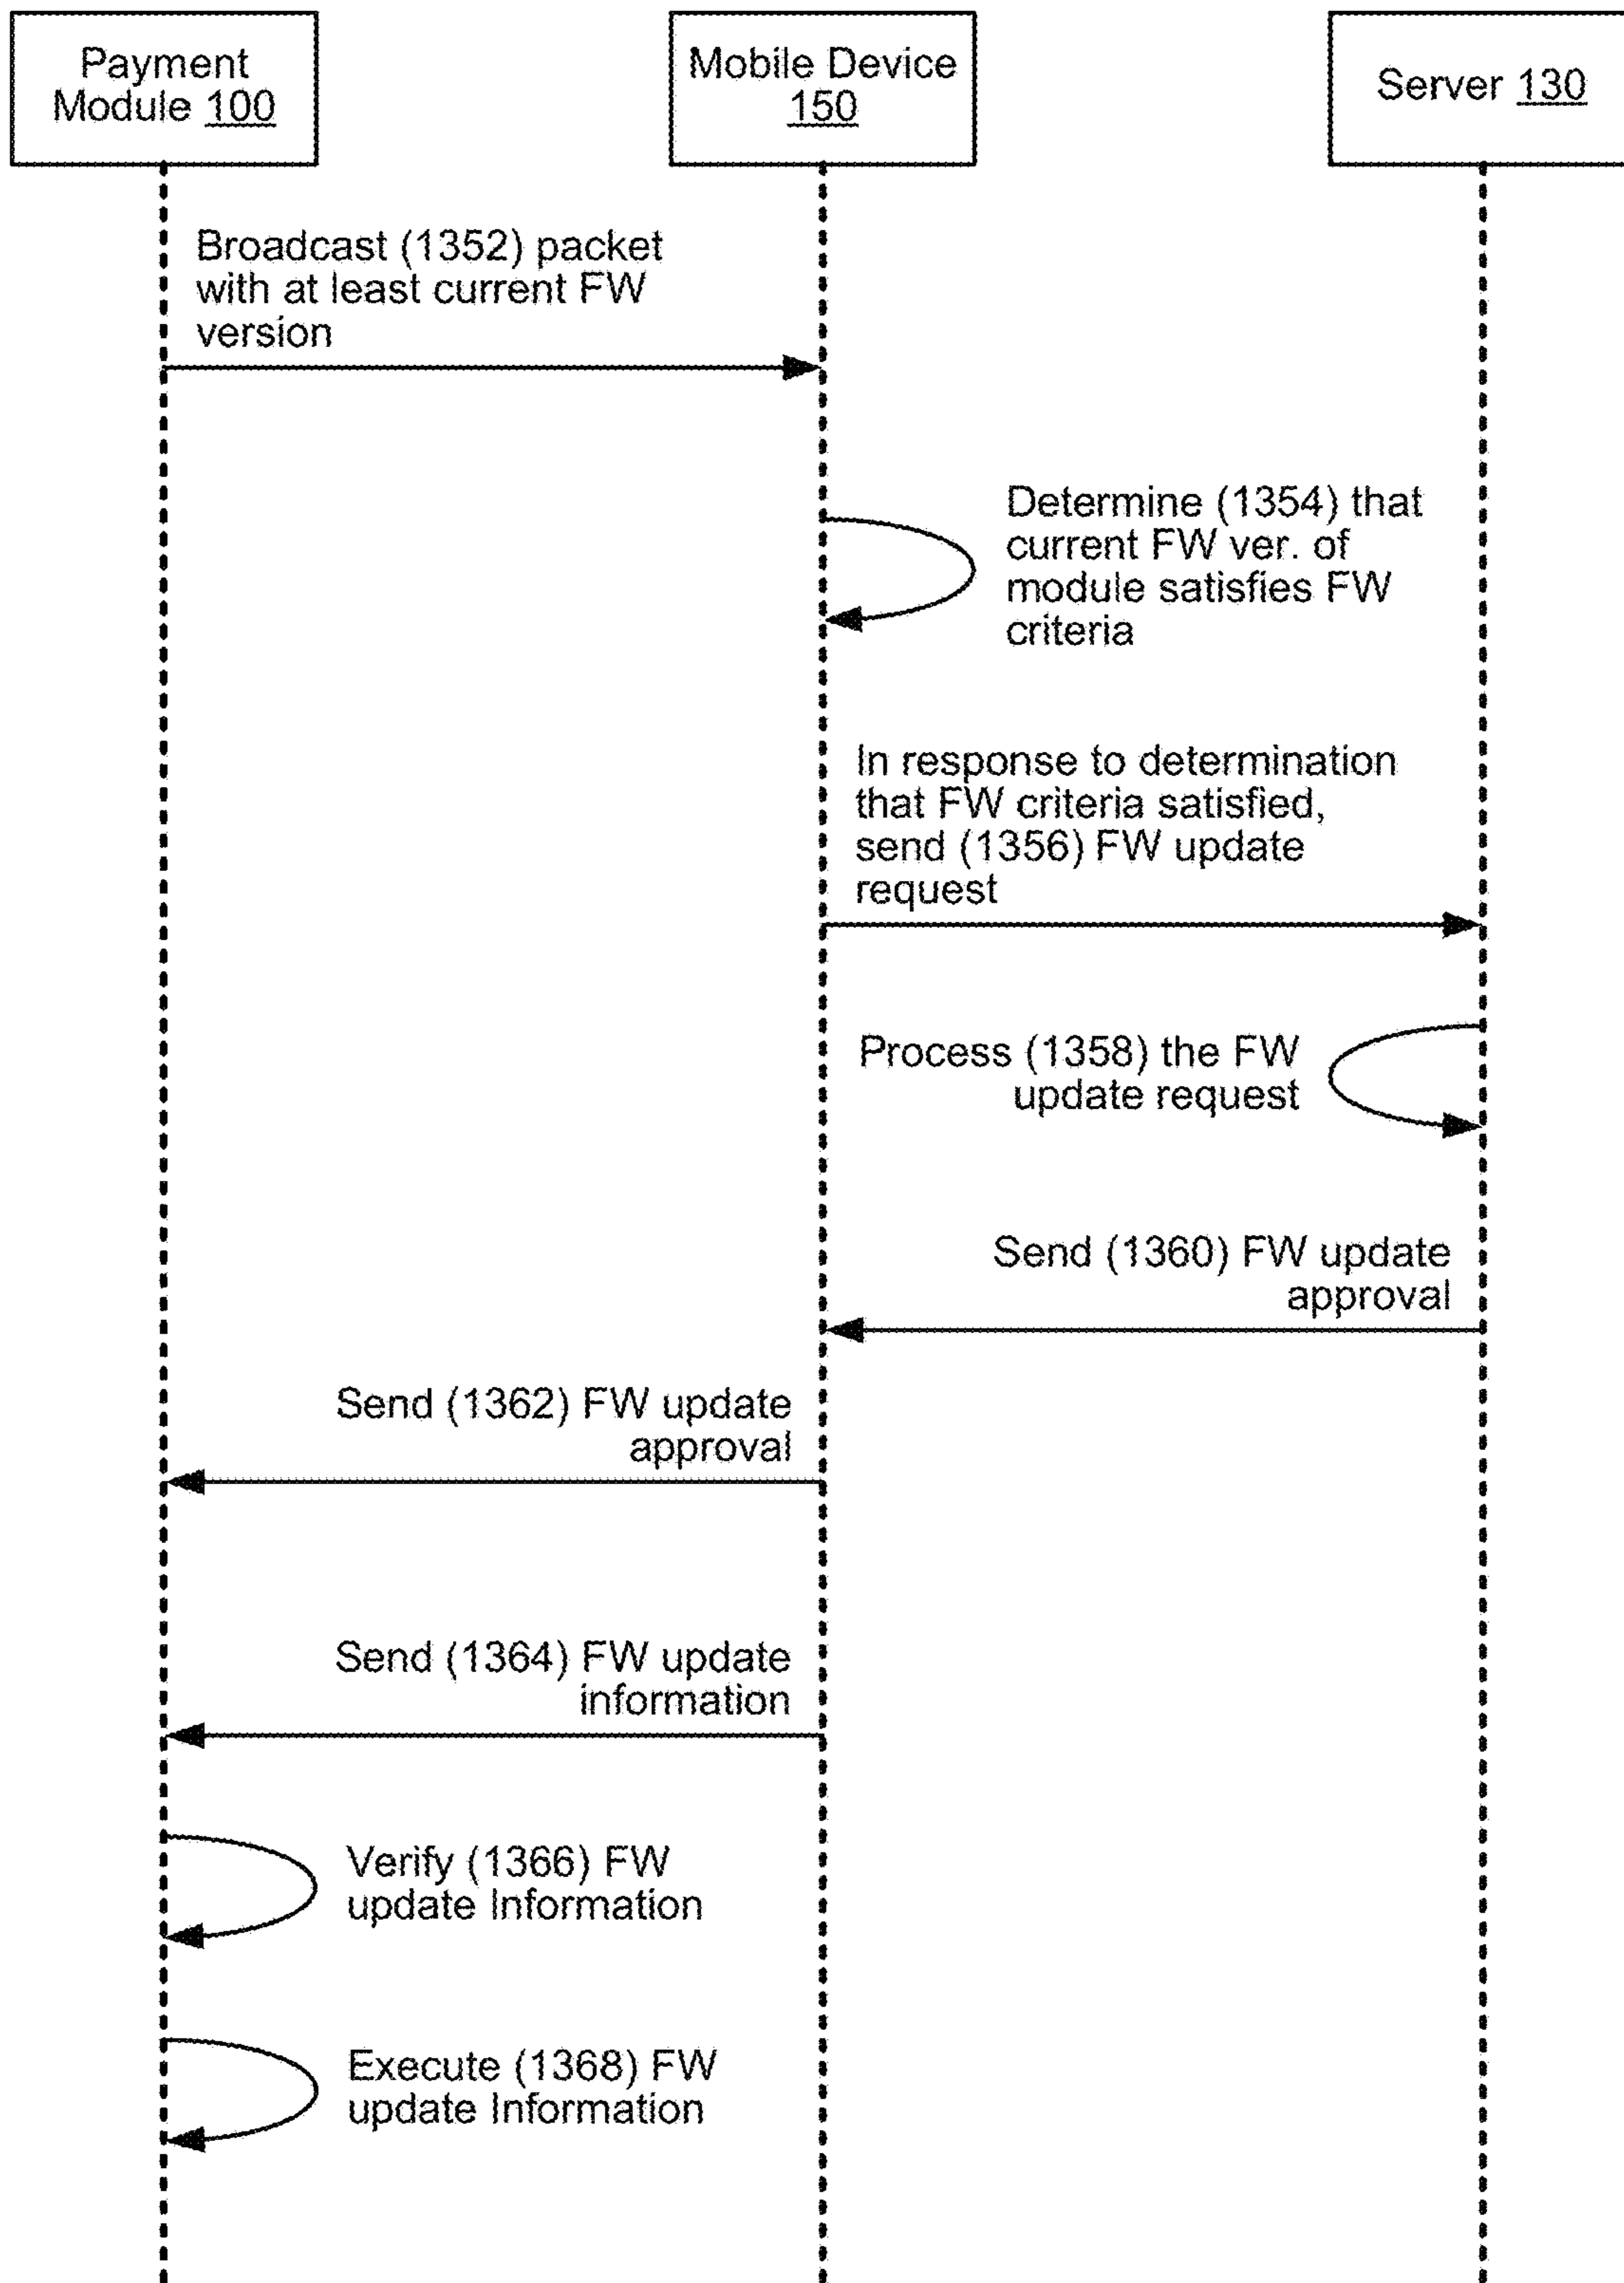 Payment
Module 100
Mobile Device
150
Server 130
Broadcast (1352) packet
with at least current FW
version
Determine (1354) that
current FW ver. of
module satisfies FW
criteria
In response to determination
that FW criteria satisfied,
send (1356) FW update
request
Process (1358) the FW
update request
Send (1360) FW update
approval
Send (1362) FW update
approval
Send (1364) FW update
information
Verify (1366) FW
update Information
Execute (1368) FW
update Information